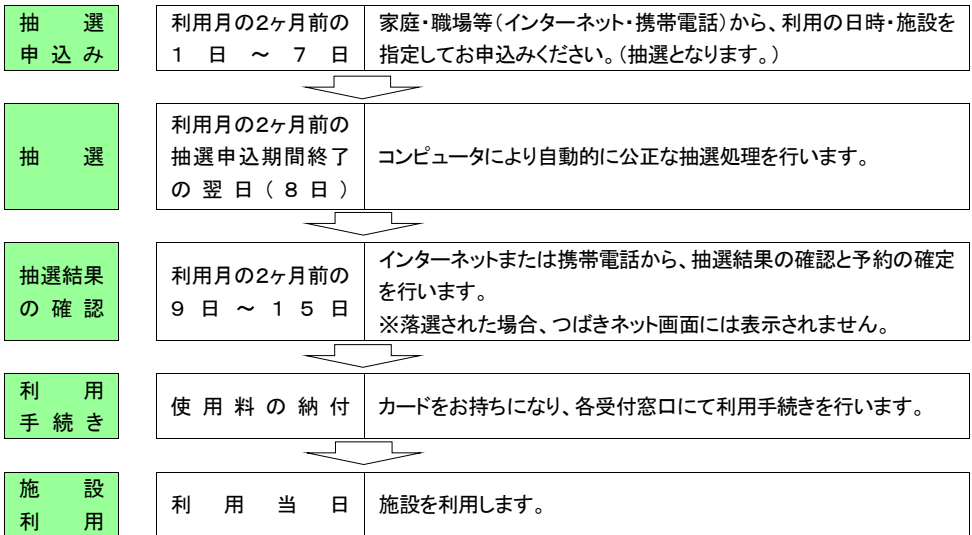 抽選
申込み
利用月の2ヶ月前の
1日～7日
家庭・職場等(インターネット・携帯電話)から、利用の日時・施設を
指定してお申込みください。(抽選となります。)
抽選
利用月の2ヶ月前の
抽選申込期間終了
の翌日(8日)
コンピュータにより自動的に公正な抽選処理を行います。
抽選結果
の確認
利用月の2ヶ月前の
9日～15日
インターネットまたは携帯電話から、抽選結果の確認と予約の確定
を行います。
※落選された場合、つばきネット画面には表示されません。
利用
手続き
使用料の納付
カードをお持ちになり、各受付窓口にて利用手続きを行います。
施設
利用
利用当日
施設を利用します。